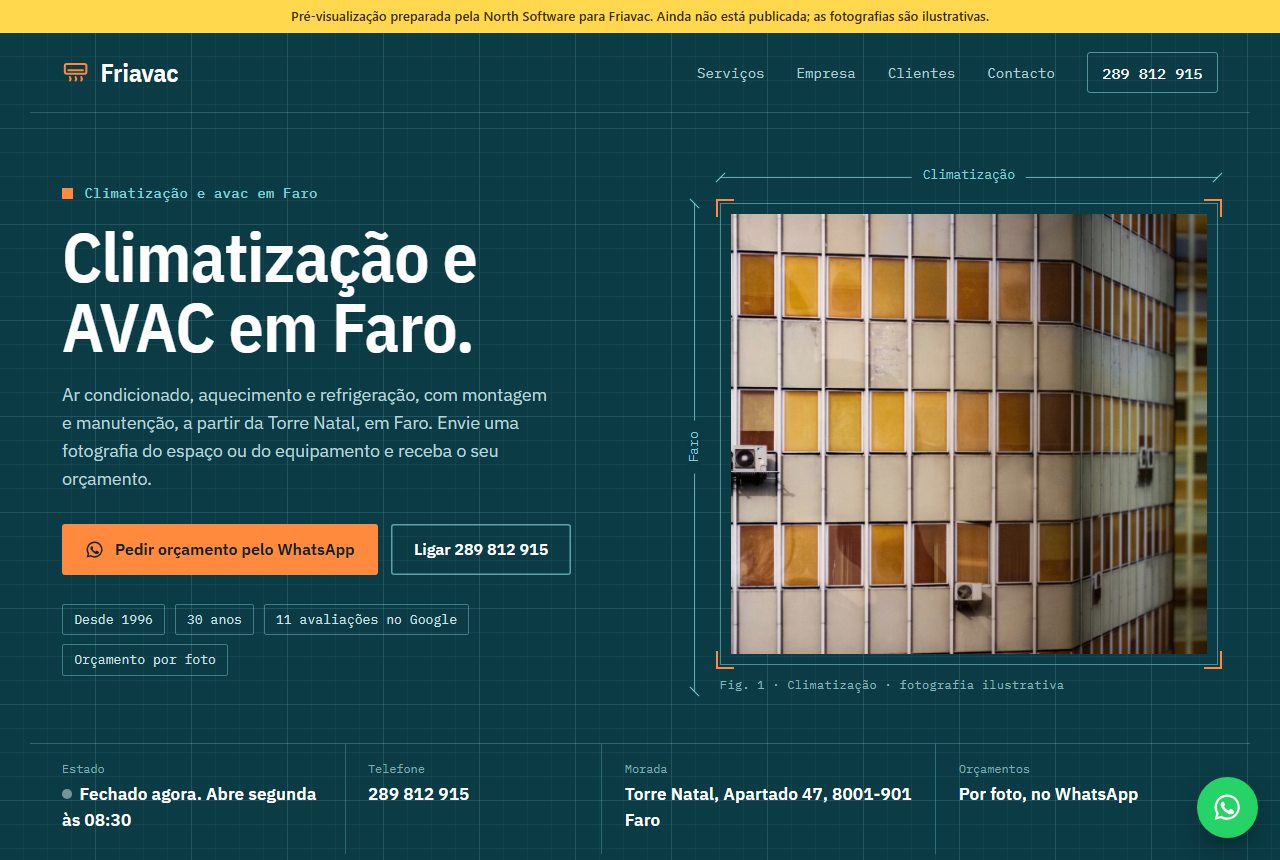 Pré-visualização preparada pela North Software para Friavac. Ainda não está publicada; as fotografias são ilustrativas.
Friavac
Serviços
Empresa
Clientes
Contacto
289 812 915
Climatização e avac em Faro
Climatização e
AVAC em Faro.
Ar condicionado, aquecimento e refrigeração, com montagem
e manutenção, a partir da Torre Natal, em Faro. Envie uma
fotografia do espaço ou do equipamento e receba o seu
orçamento.
Pedir orçamento pelo WhatsApp
Ligar 289 812 915
Desde 1996
30 anos
11 avaliações no Google
Orçamento por foto
Climatização
Faro
Fig. 1 · Climatização · fotografia ilustrativa
Estado
Fechado agora. Abre segunda
às 08:30
Telefone
289 812 915
Morada
Torre Natal, Apartado 47, 8001-901
Faro
Orçamentos
Por foto, no WhatsApp